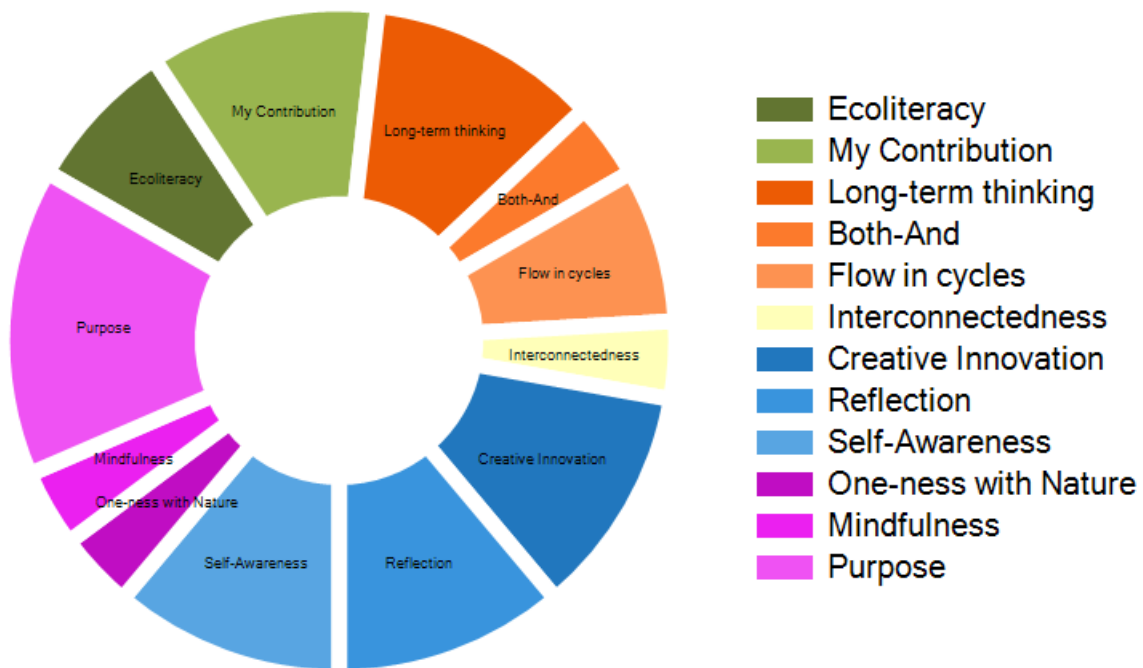 My Contribution
Long-term thinking
Ecoliteracy
Both-And
Flow in cycles
Purpose
Interconnectedness
Mindfulness
Creative Innovation
One-ness with Nature
Self-Awareness
Reflection
Ecoliteracy
My Contribution
Long-term thinking
Both-And
Flow in cycles
Interconnectedness
Creative Innovation
Reflection
Self-Awareness
One-ness with Nature
Mindfulness
Purpose